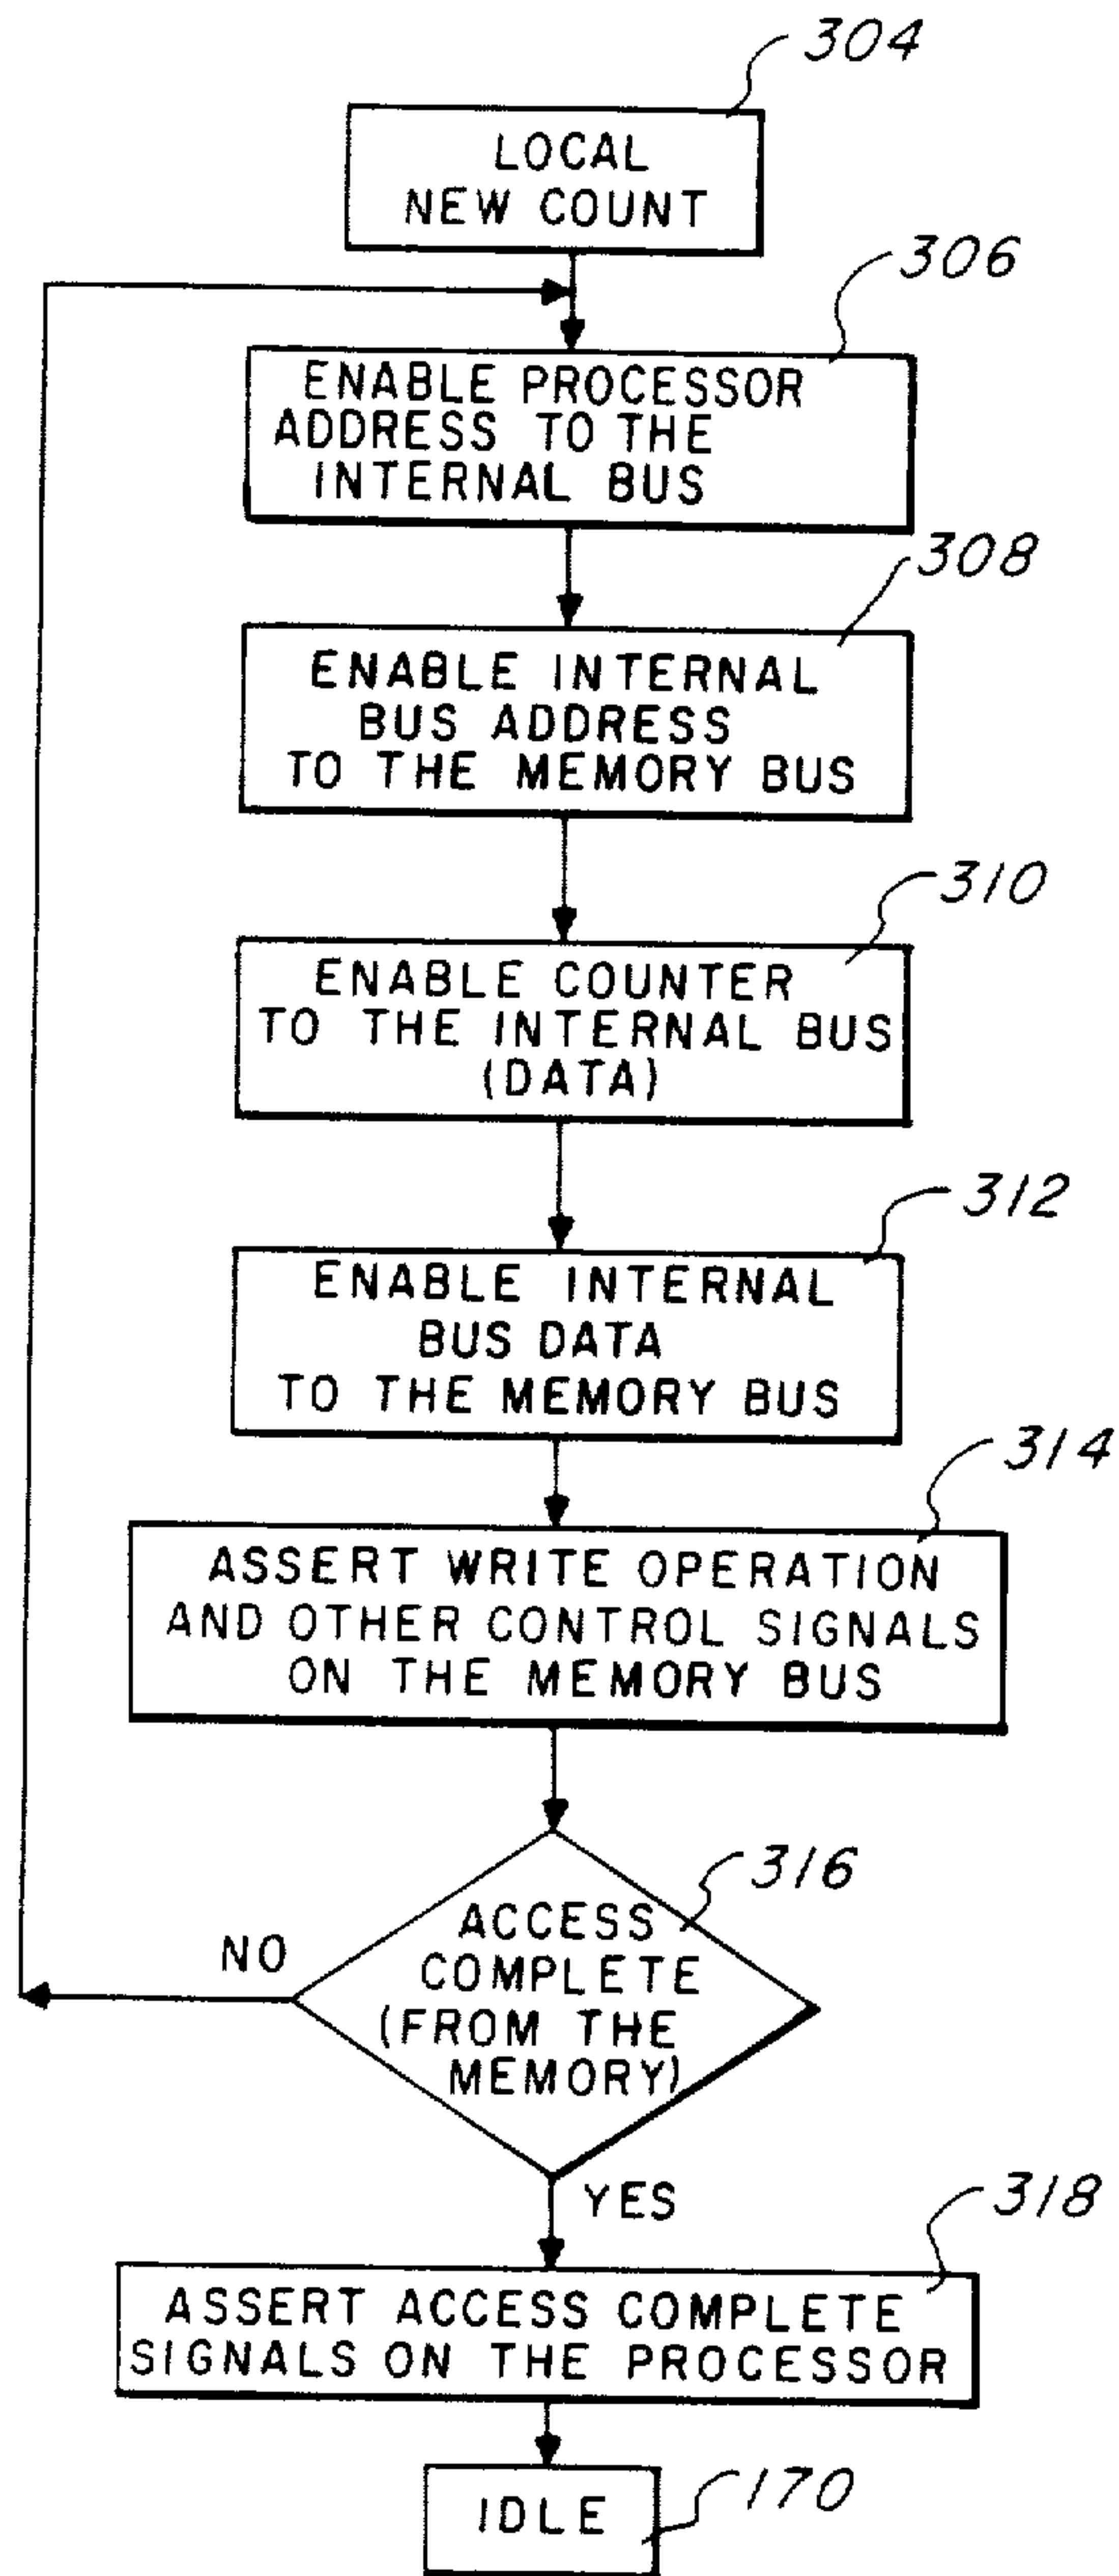 304
LOCAL
NEW COUNT
306
ENABLE PROCESSOR
ADDRESS TO THE
INTERNAL BUS
308
ENABLE INTERNAL
BUS ADDRESS
TO THE MEMORY BUS
310
ENABLE COUNTER
TO THE INTERNAL BUS
(DATA)
312
ENABLE INTERNAL
BUS DATA
TO THE MEMORY BUS
314
ASSERT WRITE OPERATION
AND OTHER CONTROL SIGNALS
ON THE MEMORY BUS
316
ACCESS
COMPLETE
(FROM THE
MEMORY)
NO
YES
318
ASSERT ACCESS COMPLETE
SIGNALS ON THE PROCESSOR
170
IDLE